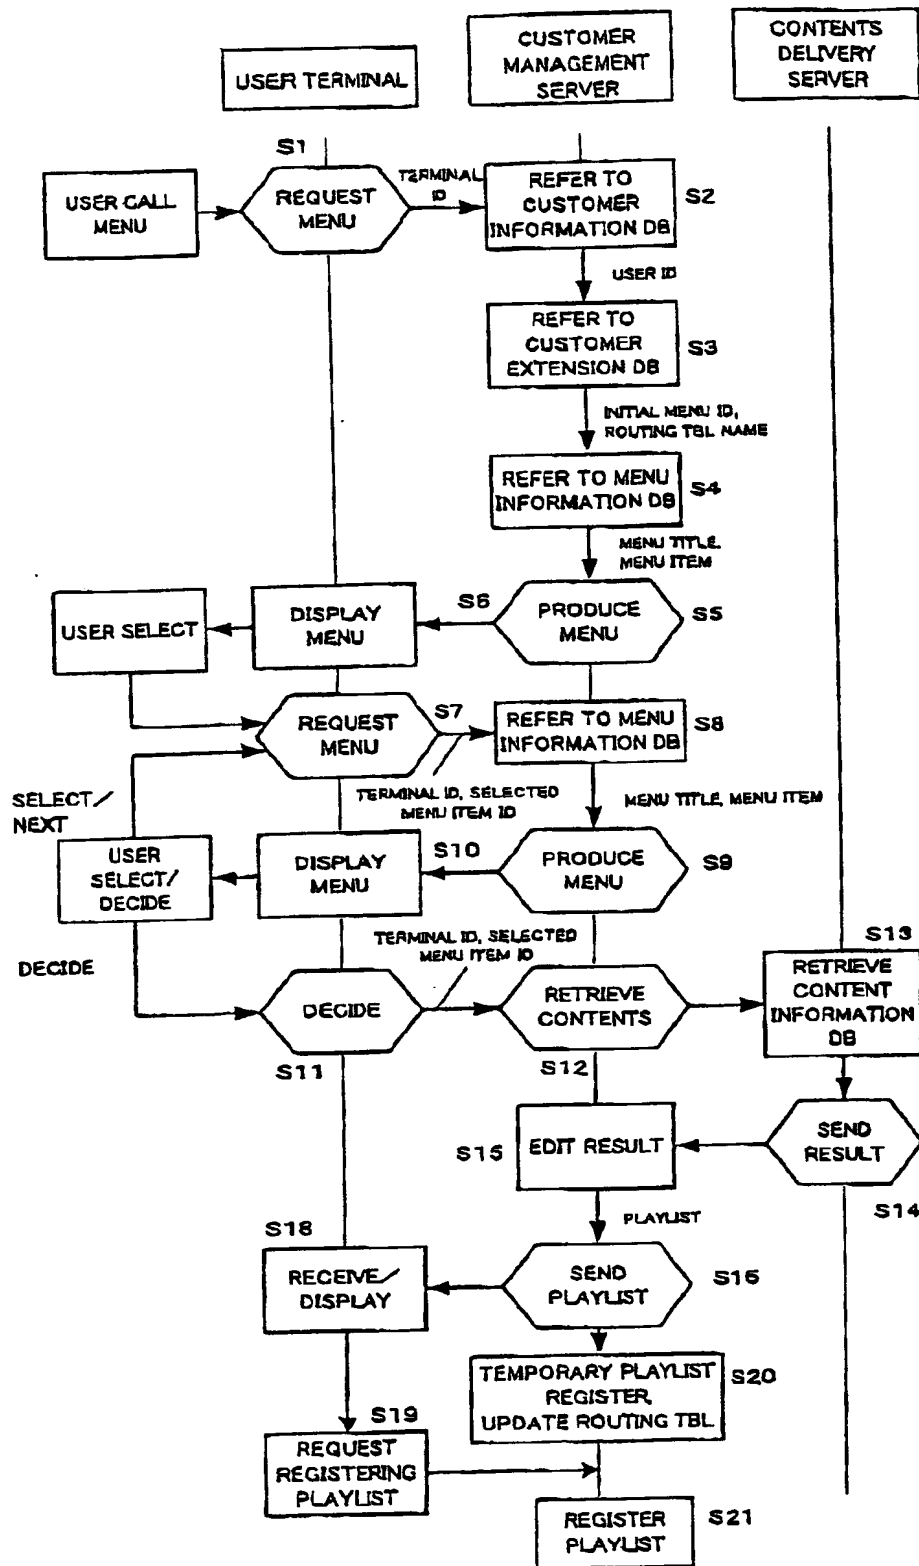 USER TERMINAL
CUSTOMER
MANAGEMENT
SERVER
CONTENTS
DELIVERY
SERVER
USER CALL
MENU
S1
REQUEST
MENU
TERMINAL
ID
REFER TO
CUSTOMER
INFORMATION DB
S2
USER ID
REFER TO
CUSTOMER
EXTENSION DB
S3
INITIAL MENU ID,
ROUTING TBL NAME
REFER TO MENU
INFORMATION DB
S4
MENU TITLE,
MENU ITEM
USER SELECT
DISPLAY
MENU
S6
PRODUCE
MENU
S5
REQUEST
MENU
S7
REFER TO MENU
INFORMATION DB
S8
TERMINAL ID, SELECTED
MENU ITEM ID
MENU TITLE, MENU ITEM
SELECT/
NEXT
USER
SELECT/
DECIDE
DISPLAY
MENU
S10
PRODUCE
MENU
S9
DECIDE
TERMINAL ID, SELECTED
MENU ITEM ID
DECIDE
S11
RETRIEVE
CONTENTS
S12
S13
RETRIEVE
CONTENT
INFORMATION
DB
S15
EDIT RESULT
SEND
RESULT
S14
PLAYLIST
S18
RECEIVE/
DISPLAY
SEND
PLAYLIST
S16
TEMPORARY PLAYLIST
REGISTER,
UPDATE ROUTING TBL
S20
S19
REQUEST
REGISTERING
PLAYLIST
REGISTER
PLAYLIST
S21